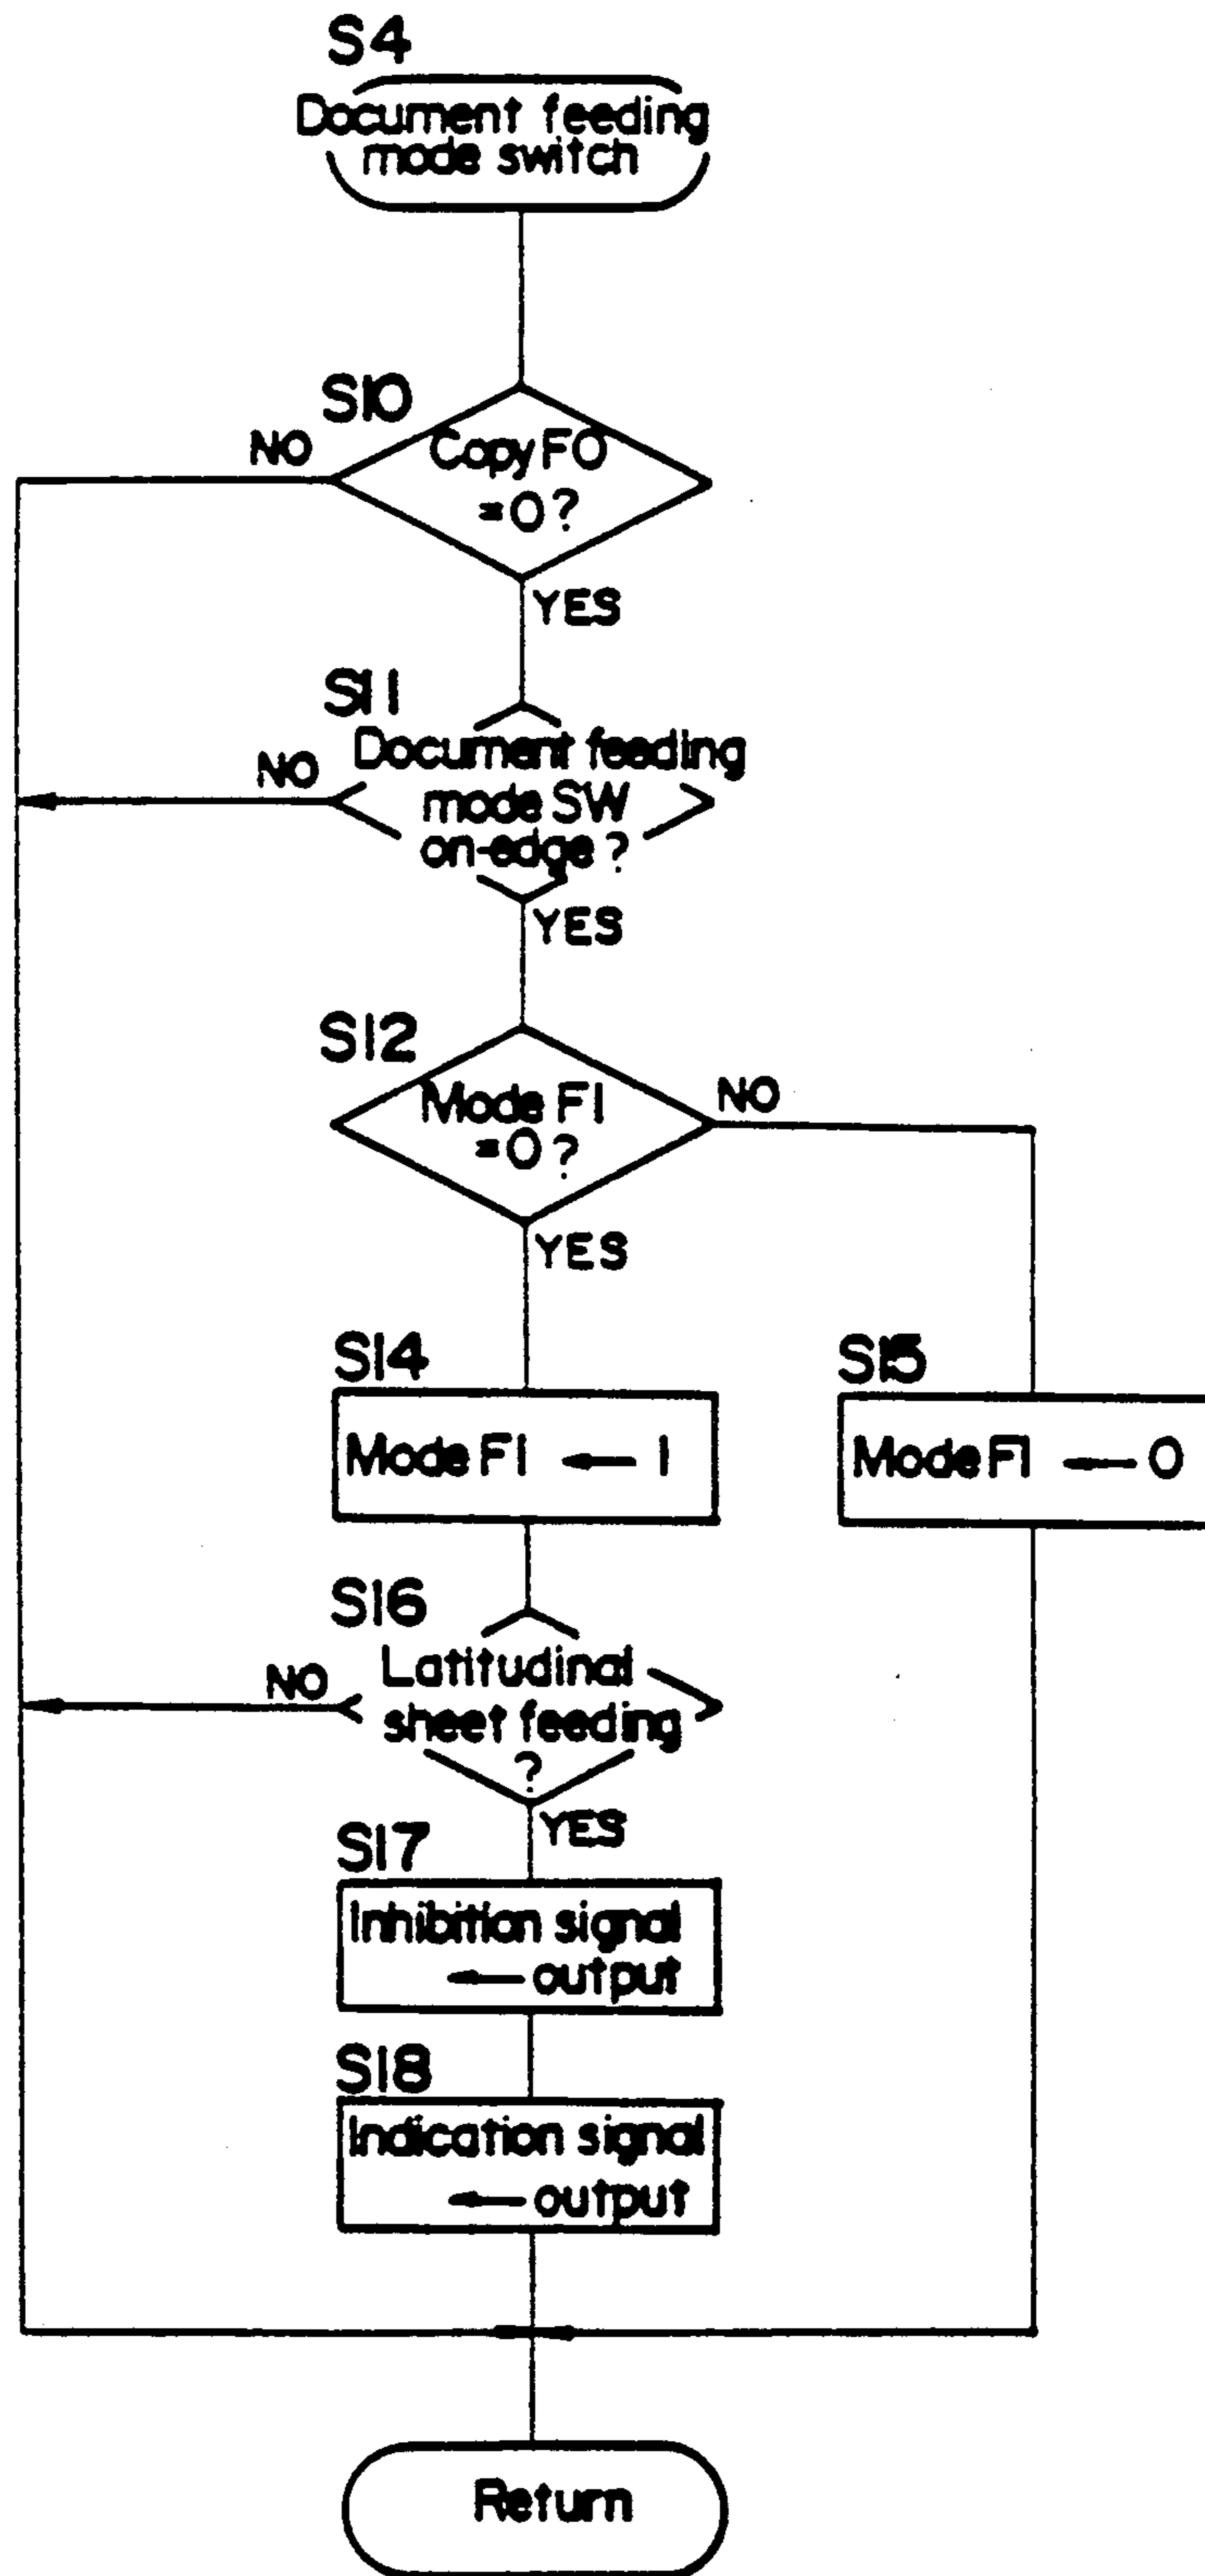 S4
Document feeding
mode switch
S10
NO
Copy F0
=0?
YES
S11
NO
Document feeding
mode SW
on-edge?
YES
S12
Mode F1
=0?
NO
YES
S14
Mode F1 ← 1
S15
Mode F1 ← 0
S16
NO
Latitudinal
sheet feeding
?
YES
S17
Inhibition signal
← output
S18
Indication signal
← output
Return